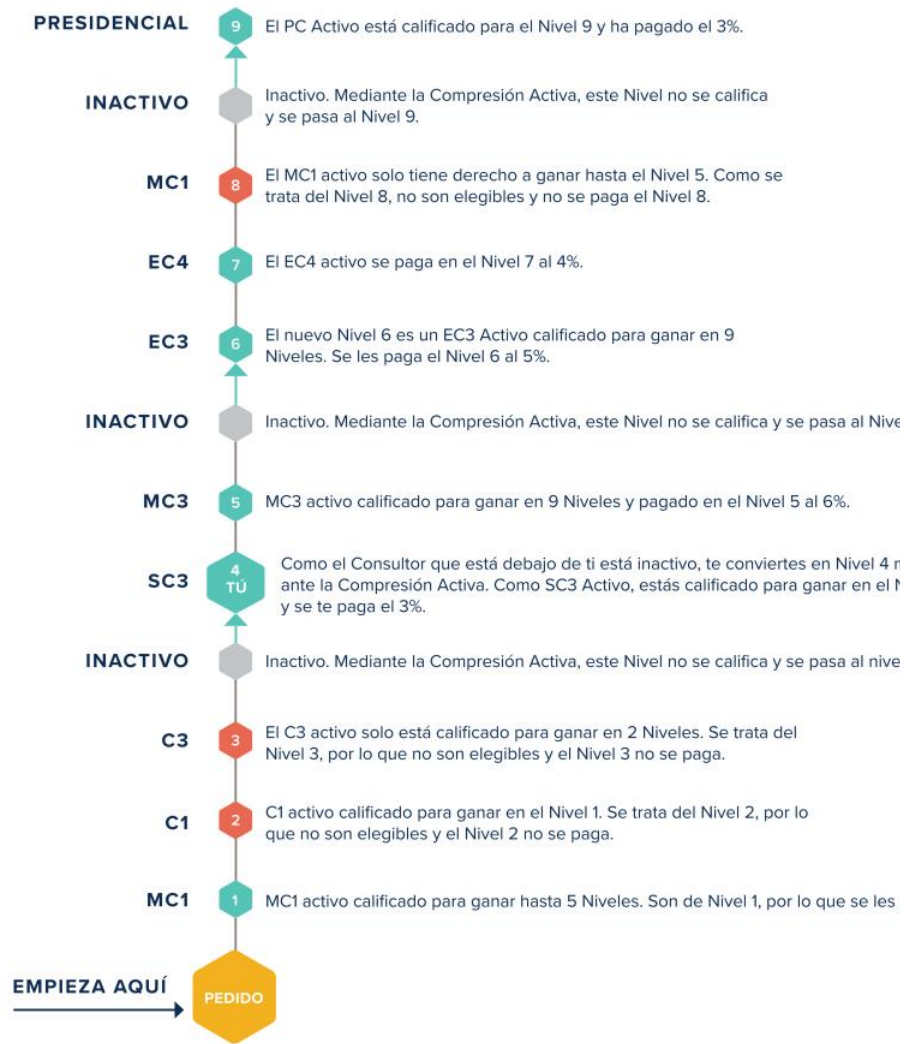 PRESIDENCIAL
9
El PC Activo está calificado para el Nivel 9 y ha pagado el 3%.
INACTIVO
Inactivo. Mediante la Compresión Activa, este Nivel no se califica
y se pasa al Nivel 9.
MC1
8
El MC1 activo solo tiene derecho a ganar hasta el Nivel 5. Como se
trata del Nivel 8, no son elegibles y no se paga el Nivel 8.
EC4
7
El EC4 activo se paga en el Nivel 7 al 4%.
EC3
6
El nuevo Nivel 6 es un EC3 Activo calificado para ganar en 9
Niveles. Se les paga el Nivel 6 al 5%.
INACTIVO
Inactivo. Mediante la Compresión Activa, este Nivel no se califica y se pasa al Nive
MC3
5
MC3 activo calificado para ganar en 9 Niveles y pagado en el Nivel 5 al 6%.
SC3
4
TÚ
Como el Consultor que está debajo de ti está inactivo, te conviertes en Nivel 4 m
ante la Compresión Activa. Como SC3 Activo, estás calificado para ganar en el N
y se te paga el 3%.
INACTIVO
Inactivo. Mediante la Compresión Activa, este Nivel no se califica y se pasa al nive
C3
3
El C3 activo solo está calificado para ganar en 2 Niveles. Se trata del
Nivel 3, por lo que no son elegibles y el Nivel 3 no se paga.
C1
2
C1 activo calificado para ganar en el Nivel 1. Se trata del Nivel 2, por lo
que no son elegibles y el Nivel 2 no se paga.
MC1
1
MC1 activo calificado para ganar hasta 5 Niveles. Son de Nivel 1, por lo que se les
EMPIEZA AQUÍ
PEDIDO